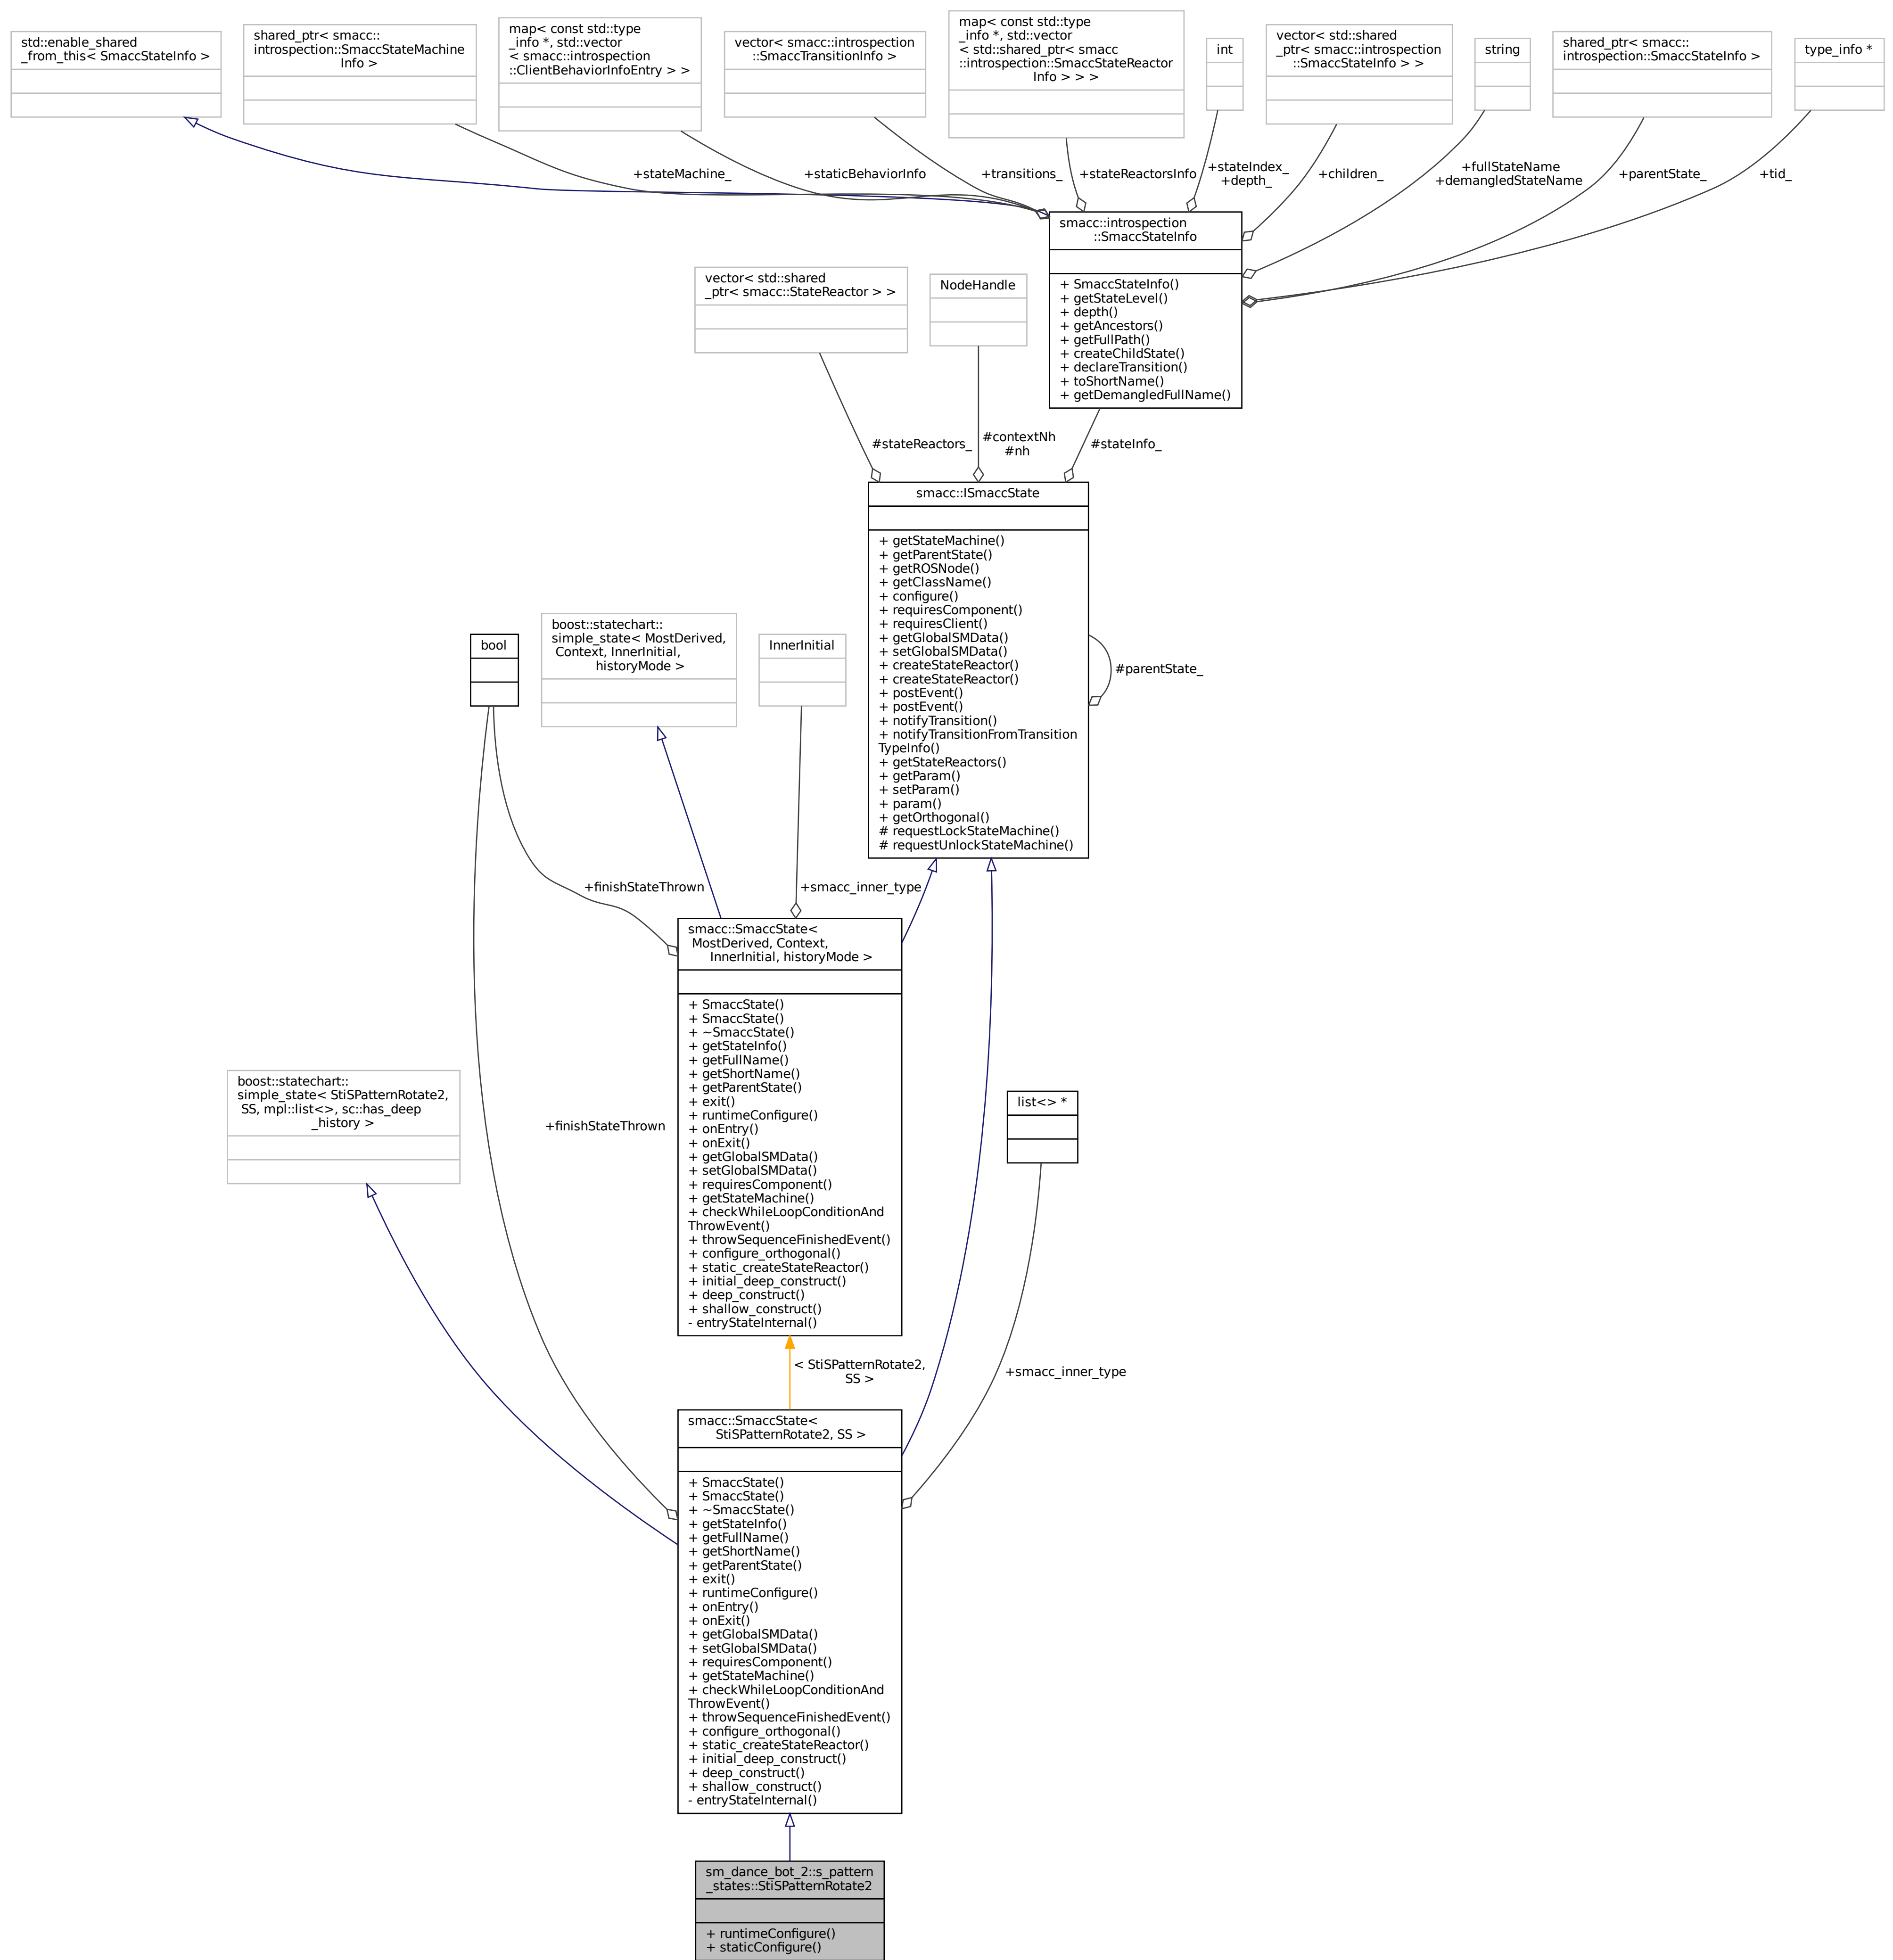 std::enable_shared
_from_this< SmaccStateInfo >
shared_ptr< smacc::
introspection::SmaccStateMachine
Info >
map< const std::type
_info *, std::vector
< smacc::introspection
::ClientBehaviorInfoEntry > >
vector< smacc::introspection
::SmaccTransitionInfo >
map< const std::type
_info *, std::vector
< std::shared_ptr< smacc
::introspection::SmaccStateReactor
Info > > >
int
vector< std::shared
_ptr< smacc::introspection
::SmaccStateInfo > >
string
shared_ptr< smacc::
introspection::SmaccStateInfo >
type_info *
+stateMachine_
+staticBehaviorInfo
+transitions_
+stateReactorsInfo
+stateIndex_
+depth_
+children_
+fullStateName
+demangledStateName
+parentState_
+tid_
smacc::introspection
::SmaccStateInfo
+ SmaccStateInfo()
+ getStateLevel()
+ depth()
+ getAncestors()
+ getFullPath()
+ createChildState()
+ declareTransition()
+ toShortName()
+ getDemangledFullName()
vector< std::shared
_ptr< smacc::StateReactor > >
NodeHandle
#stateReactors_
#contextNh
#nh
#stateInfo_
smacc::ISmaccState
+ getStateMachine()
+ getParentState()
+ getROSNode()
+ getClassName()
+ configure()
+ requiresComponent()
+ requiresClient()
+ getGlobalSMData()
+ setGlobalSMData()
+ createStateReactor()
+ createStateReactor()
+ postEvent()
+ postEvent()
+ notifyTransition()
+ notifyTransitionFromTransition
TypeInfo()
+ getStateReactors()
+ getParam()
+ setParam()
+ param()
+ getOrthogonal()
# requestLockStateMachine()
# requestUnlockStateMachine()
#parentState_
bool
boost::statechart::
simple_state< MostDerived,
Context, InnerInitial,
historyMode >
InnerInitial
+finishStateThrown
+smacc_inner_type
smacc::SmaccState<
MostDerived, Context,
InnerInitial, historyMode >
+ SmaccState()
+ SmaccState()
+ ~SmaccState()
+ getStateInfo()
+ getFullName()
+ getShortName()
+ getParentState()
+ exit()
+ runtimeConfigure()
+ onEntry()
+ onExit()
+ getGlobalSMData()
+ setGlobalSMData()
+ requiresComponent()
+ getStateMachine()
+ checkWhileLoopConditionAnd
ThrowEvent()
+ throwSequenceFinishedEvent()
+ configure_orthogonal()
+ static_createStateReactor()
+ initial_deep_construct()
+ deep_construct()
+ shallow_construct()
- entryStateInternal()
boost::statechart::
simple_state< StiSPatternRotate2,
SS, mpl::list<>, sc::has_deep
_history >
+finishStateThrown
list<> *
< StiSPatternRotate2,
SS >
+smacc_inner_type
smacc::SmaccState<
StiSPatternRotate2, SS >
+ SmaccState()
+ SmaccState()
+ ~SmaccState()
+ getStateInfo()
+ getFullName()
+ getShortName()
+ getParentState()
+ exit()
+ runtimeConfigure()
+ onEntry()
+ onExit()
+ getGlobalSMData()
+ setGlobalSMData()
+ requiresComponent()
+ getStateMachine()
+ checkWhileLoopConditionAnd
ThrowEvent()
+ throwSequenceFinishedEvent()
+ configure_orthogonal()
+ static_createStateReactor()
+ initial_deep_construct()
+ deep_construct()
+ shallow_construct()
- entryStateInternal()
sm_dance_bot_2::s_pattern
_states::StiSPatternRotate2
+ runtimeConfigure()
+ staticConfigure()